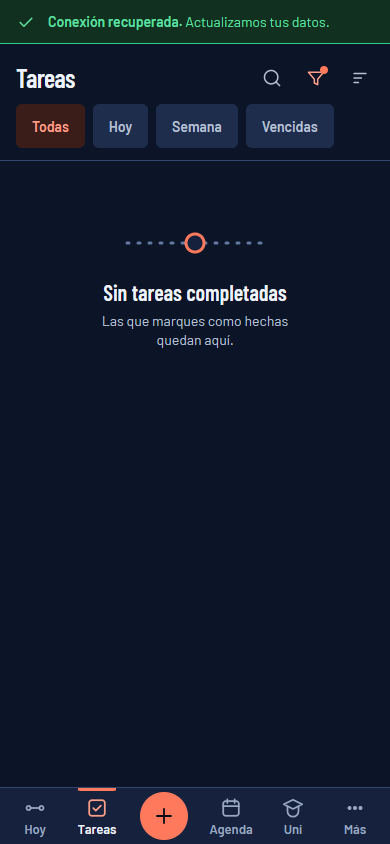 Conexión recuperada. Actualizamos tus datos.
Tareas
Todas Hoy Semana Vencidas
Sin tareas completadas
Las que marques como hechas
quedan aquí.
Hoy Tareas Agenda Uni Más